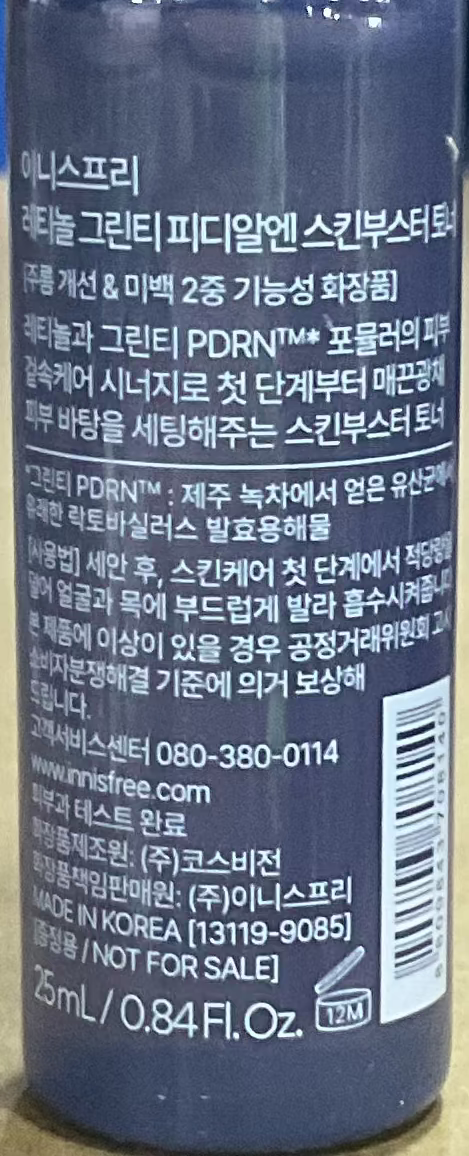 이니스프리
레티놀 그린티 피디알엔 스킨부스터 토너
[주름 개선 & 미백 2중 기능성 화장품]
레티놀과 그린티 PDRN™* 포뮬러의 피부
겉속케어 시너지로 첫 단계부터 매끈광채
피부 바탕을 세팅해주는 스킨부스터 토너
*그린티 PDRN™ : 제주 녹차에서 얻은 유산균에서
유래한 락토바실러스 발효용해물
[사용법] 세안 후, 스킨케어 첫 단계에서 적당량을
덜어 얼굴과 목에 부드럽게 발라 흡수시켜줍니다.
본 제품에 이상이 있을 경우 공정거래위원회 고시
소비자분쟁해결 기준에 의거 보상해
드립니다.
고객서비스센터 080-380-0114
www.innisfree.com
피부과 테스트 완료
화장품제조원: (주)코스비전
화장품책임판매원: (주)이니스프리
MADE IN KOREA [13119-9085]
[증정용 / NOT FOR SALE]
25mL / 0.84 Fl. Oz.
12M